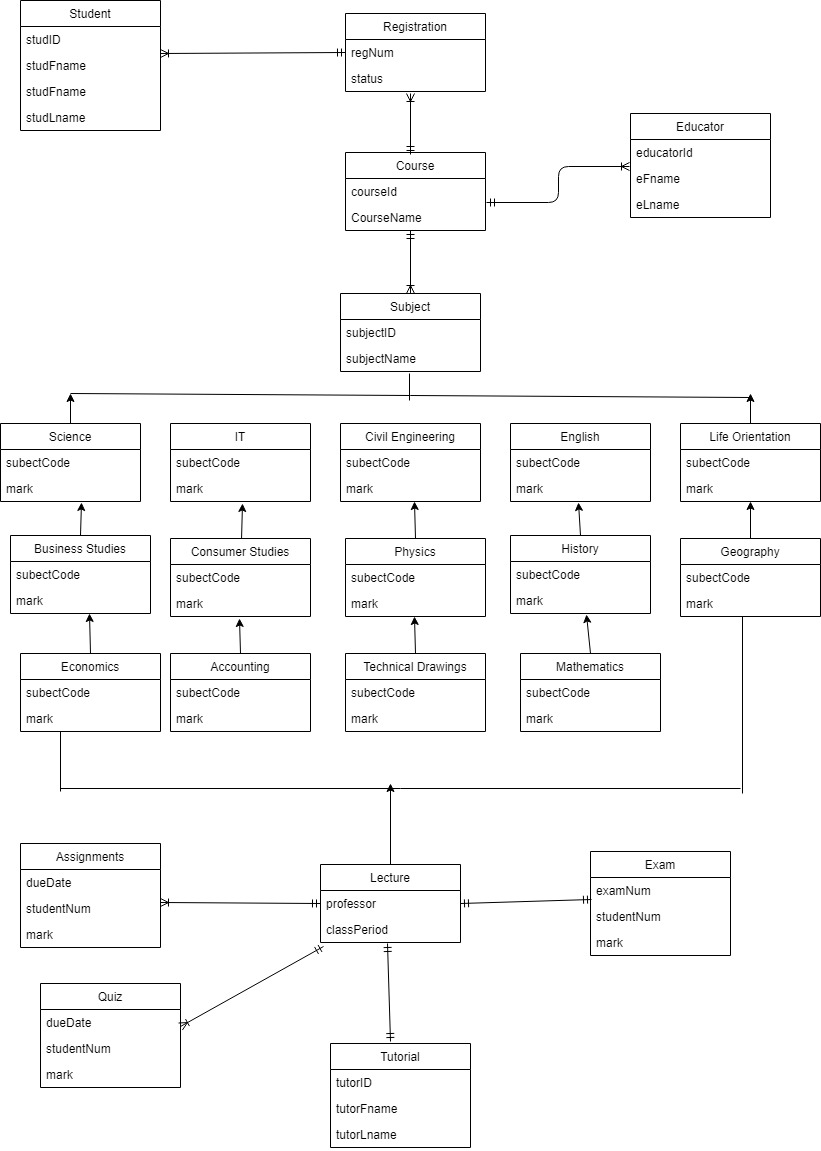 Student
studID
studFname
studFname
studLname
Registration
regNum
status
Educator
educatorId
eFname
eLname
Course
courseId
CourseName
Subject
subjectID
subjectName
Science
subectCode
mark
IT
subectCode
mark
Civil Engineering
subectCode
mark
English
subectCode
mark
Life Orientation
subectCode
mark
Business Studies
subectCode
mark
Consumer Studies
subectCode
mark
Physics
subectCode
mark
History
subectCode
mark
Geography
subectCode
mark
Economics
subectCode
mark
Accounting
subectCode
mark
Technical Drawings
subectCode
mark
Mathematics
subectCode
mark
Assignments
dueDate
studentNum
mark
Lecture
professor
classPeriod
Exam
examNum
studentNum
mark
Quiz
dueDate
studentNum
mark
Tutorial
tutorID
tutorFname
tutorLname